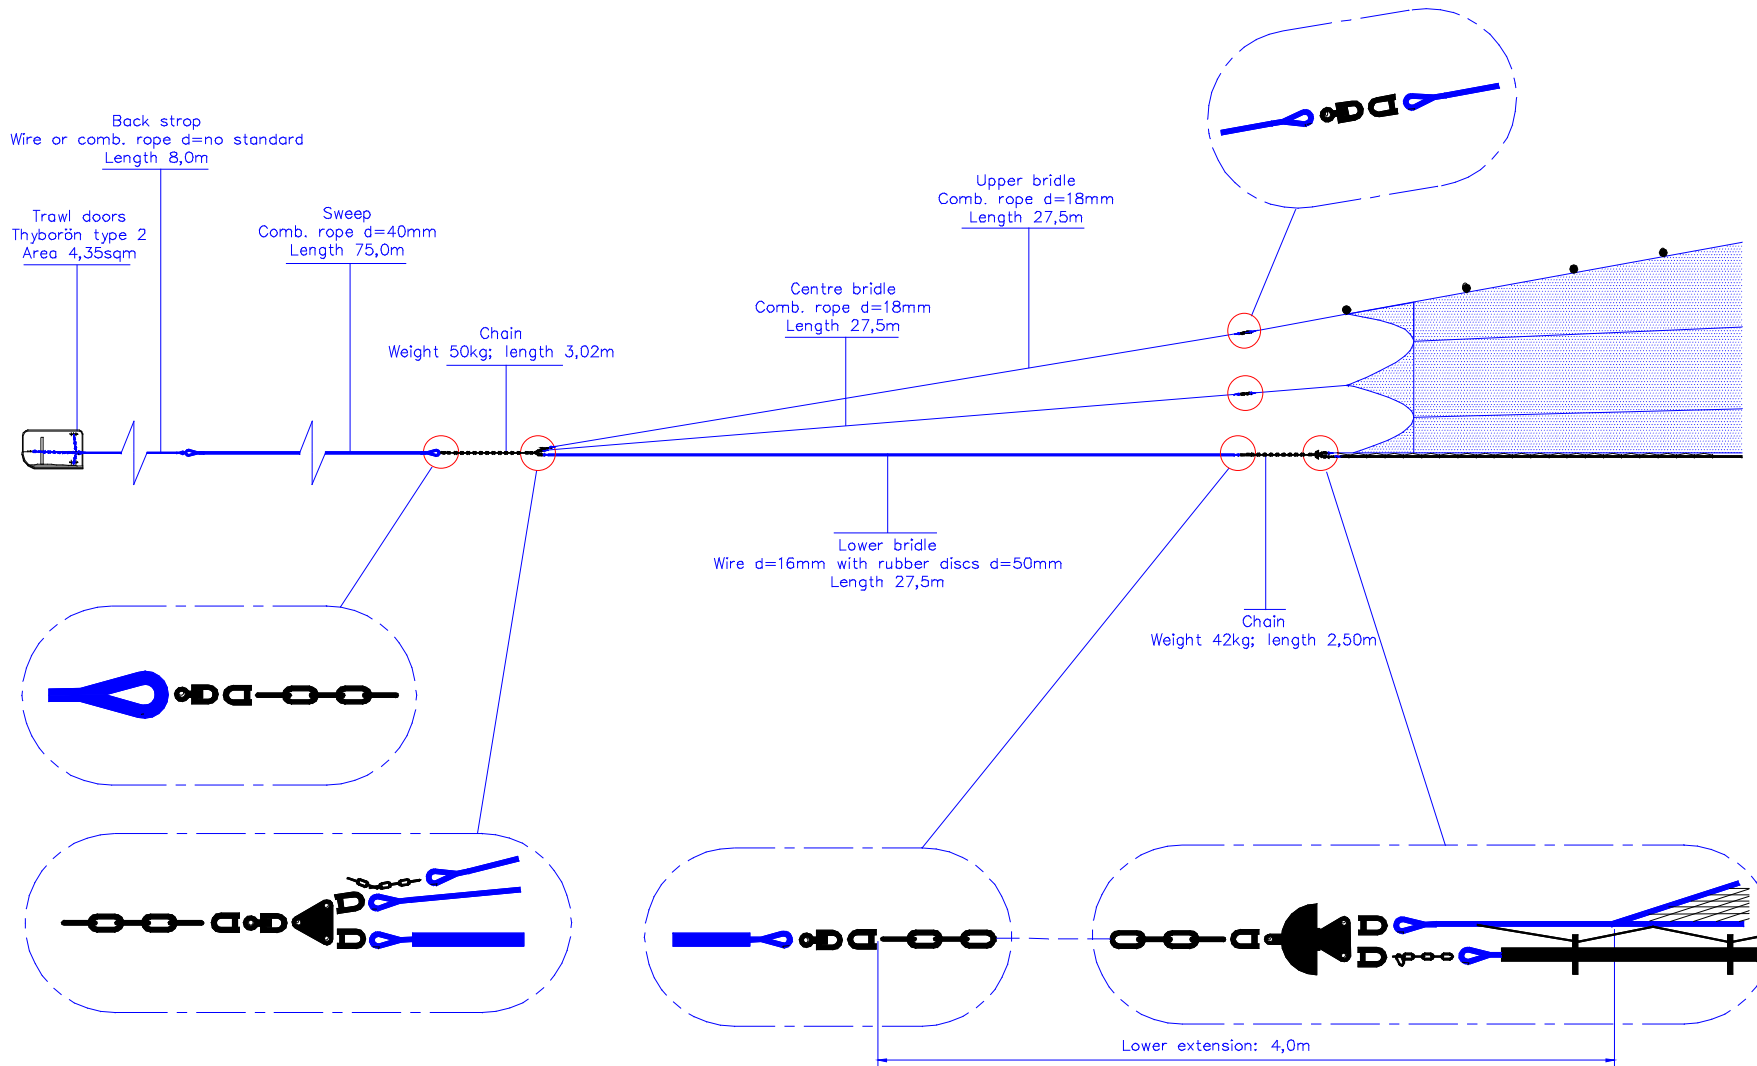 Back strop
Wire or comb. rope d=no standard
Length 8,0m
Trawl doors
Thyborön type 2
Area 4,35sqm
Sweep
Comb. rope d=40mm
Length 75,0m
Chain
Weight 50kg; length 3,02m
Upper bridle
Comb. rope d=18mm
Length 27,5m
Centre bridle
Comb. rope d=18mm
Length 27,5m
Lower bridle
Wire d=16mm with rubber discs d=50mm
Length 27,5m
Chain
Weight 42kg; length 2,50m
Lower extension: 4,0m